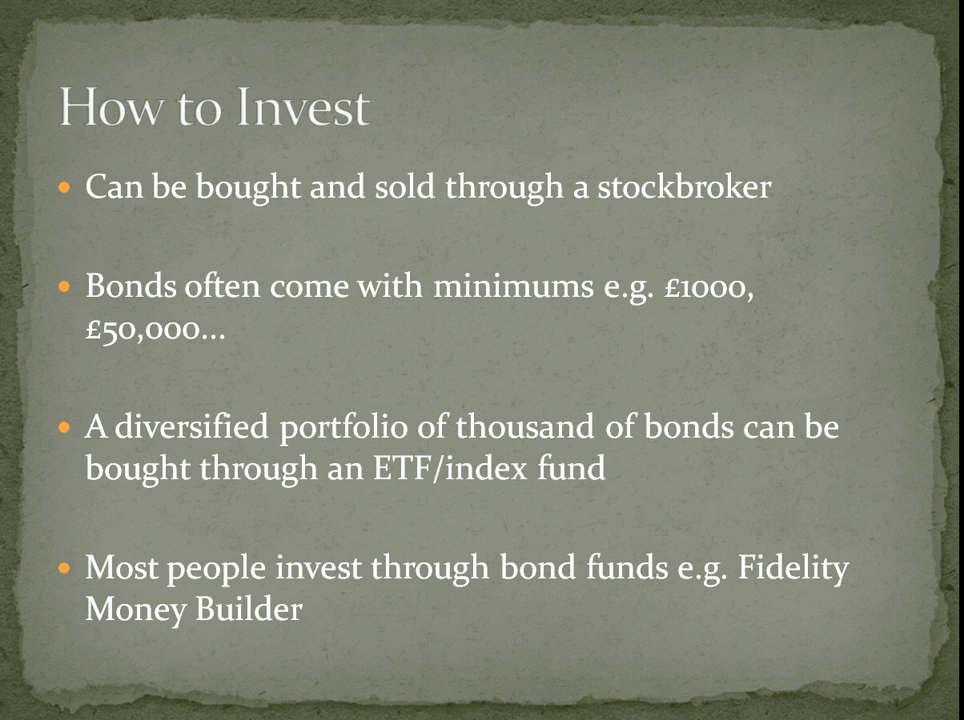 How to Invest
Can be bought and sold through a stockbroker
Bonds often come with minimums e.g. £1000,
£50,000...
A diversified portfolio of thousand of bonds can be
bought through an ETF/index fund
Most people invest through bond funds e.g. Fidelity
Money Builder